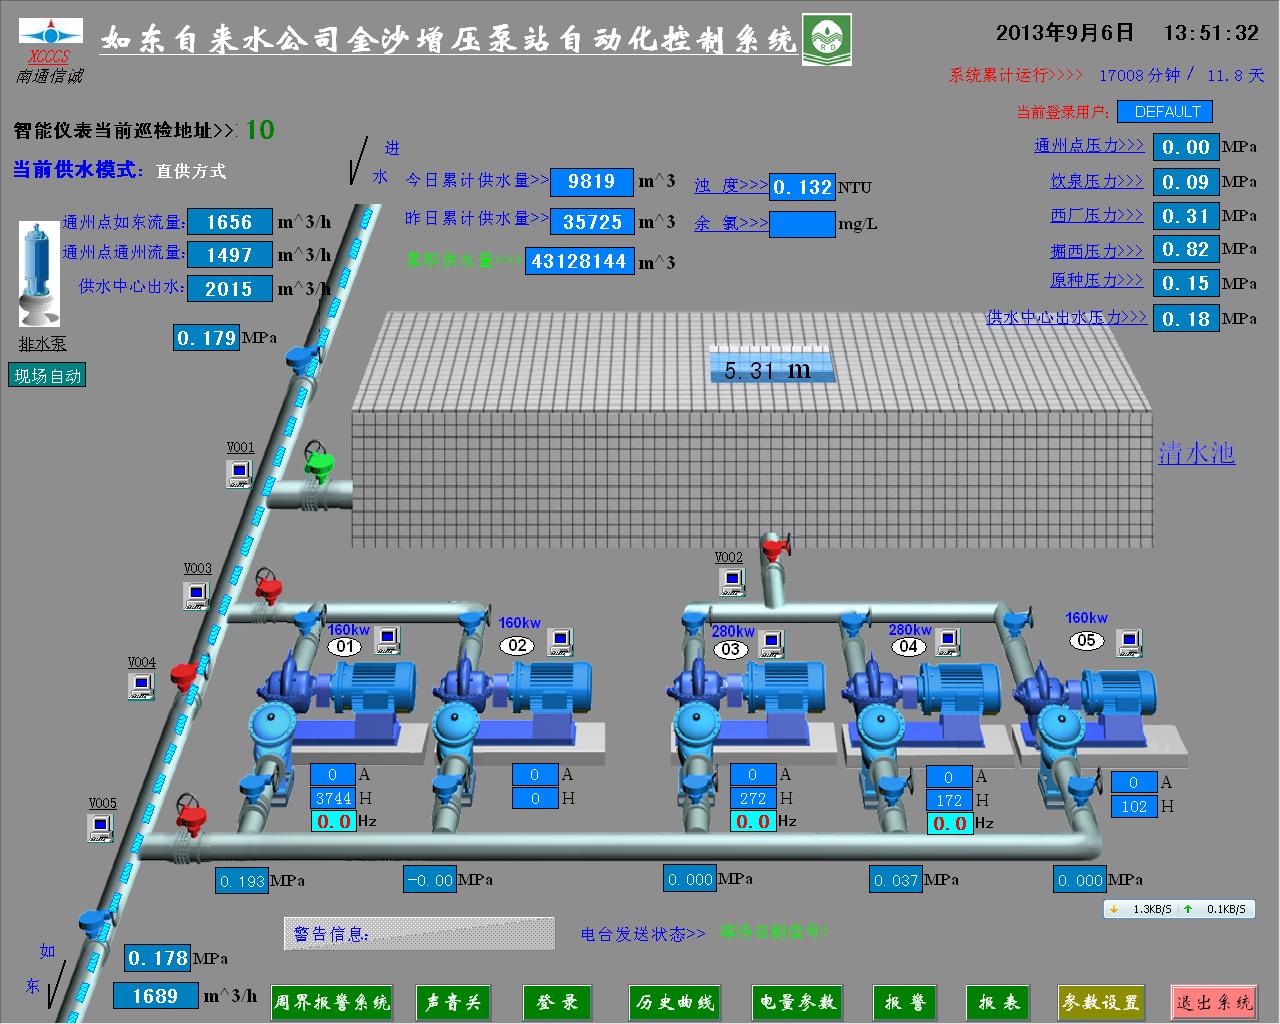 如东自来水公司金沙增压泵站自动化控制系统
XCCCS
南通信诚
RD
2013年9月6日 13:51:32
系统累计运行>>>> 17008 分钟 / 11.8 天
当前登录用户: DEFAULT
智能仪表当前巡检地址>>: 10
当前供水模式: 直供方式
进水
今日累计供水量>> 9819 m^3
昨日累计供水量>> 35725 m^3
累积供水量>>> 43128144 m^3
浊 度>>> 0.132 NTU
余 氯>>> mg/L
通州点压力>>> 0.00 MPa
饮泉压力>>> 0.09 MPa
西厂压力>>> 0.31 MPa
掘西压力>>> 0.82 MPa
原种压力>>> 0.15 MPa
供水中心出水压力>>> 0.18 MPa
通州点如东流量: 1656 m^3/h
通州点通州流量: 1497 m^3/h
供水中心出水: 2015 m^3/h
0.179 MPa
排水泵
现场自动
5.31 m
清水池
V001
V002
V003
V004
V005
160kw 01
160kw 02
280kw 03
280kw 04
160kw 05
0 A
3744 H
0.0 Hz
0 A
0 H
0 A
272 H
0.0 Hz
0 A
172 H
0.0 Hz
0 A
102 H
0.193 MPa
-0.00 MPa
0.000 MPa
0.037 MPa
0.000 MPa
1.3KB/S 0.1KB/S
警告信息:
电台发送状态>>
如东
0.178 MPa
1689 m^3/h
周界报警系统
声音关
登录
历史曲线
电量参数
报警
报表
参数设置
退出系统